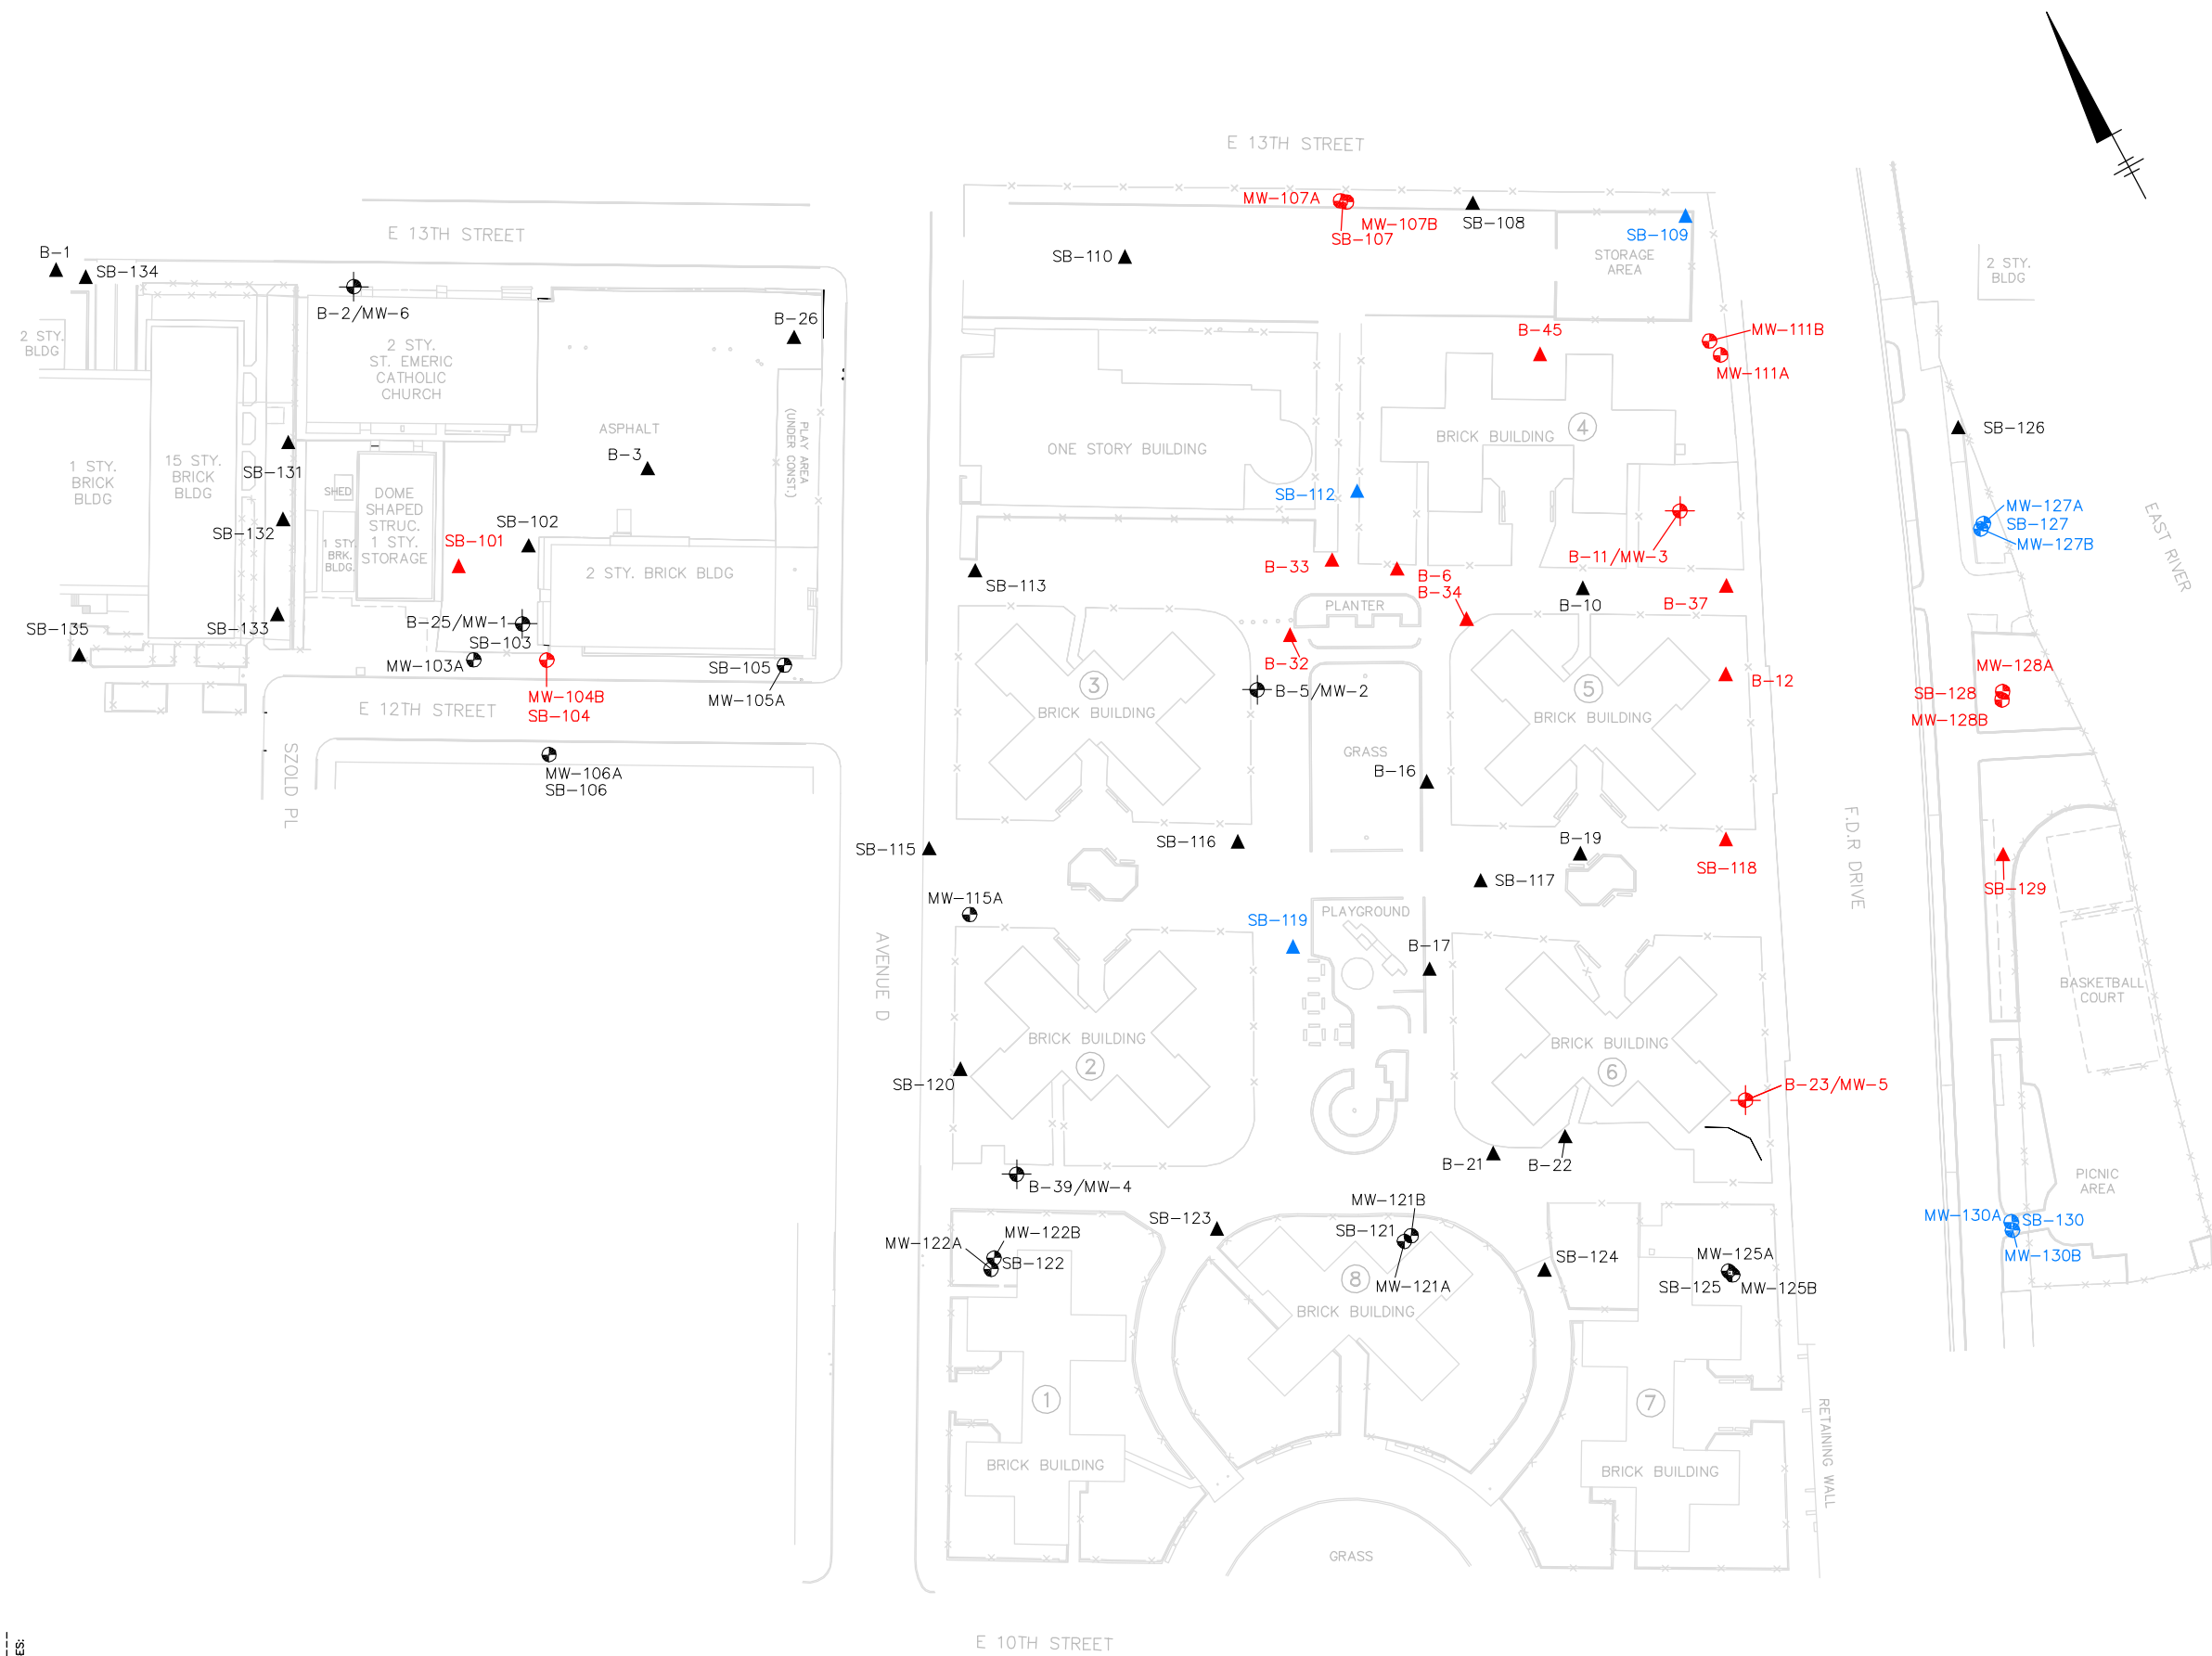 E 13TH STREET
E 13TH STREET
MW-107A
MW-107B
SB-107
SB-108
SB-109
STORAGE
AREA
2 STY.
BLDG
SB-110
B-1
SB-134
B-2/MW-6
B-26
B-45
MW-111B
MW-111A
2 STY.
BLDG
2 STY.
ST. EMERIC
CATHOLIC
CHURCH
ASPHALT
B-3
PLAY AREA
(UNDER CONST.)
ONE STORY BUILDING
BRICK BUILDING
4
SB-126
1 STY.
BRICK
BLDG
15 STY.
BRICK
BLDG
SB-131
SHED
DOME
SHAPED
STRUC.
1 STY.
STORAGE
SB-132
1 STY.
BRK.
BLDG.
SB-101
SB-102
2 STY. BRICK BLDG
SB-112
MW-127A
SB-127
MW-127B
EAST RIVER
B-11/MW-3
SB-113
B-33
B-6
B-34
B-10
B-37
PLANTER
SB-135
SB-133
B-25/MW-1
SB-103
MW-103A
SB-105
MW-105A
MW-104B
SB-104
E 12TH STREET
B-32
B-5/MW-2
3
BRICK BUILDING
5
BRICK BUILDING
B-12
MW-128A
SB-128
MW-128B
SZOLD PL
MW-106A
SB-106
GRASS
B-16
SB-115
SB-116
B-19
SB-117
SB-118
F.D.R DRIVE
SB-129
MW-115A
SB-119
PLAYGROUND
B-17
AVENUE D
BASKETBALL
COURT
BRICK BUILDING
2
BRICK BUILDING
6
SB-120
B-23/MW-5
B-21
B-22
B-39/MW-4
PICNIC
AREA
MW-121B
SB-121
MW-121A
SB-123
MW-122A
MW-122B
SB-122
SB-124
MW-125A
SB-125
MW-125B
MW-130A
SB-130
MW-130B
8
BRICK BUILDING
1
BRICK BUILDING
7
BRICK BUILDING
RETAINING WALL
GRASS
E 10TH STREET
ES: